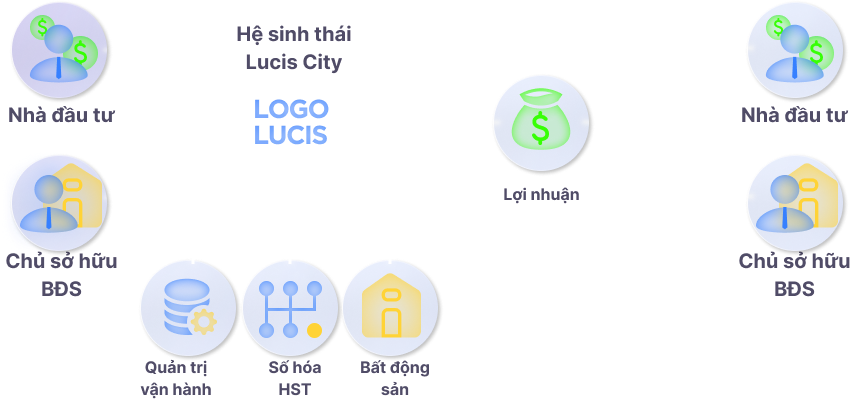 Nhà đầu tư
Chủ sở hữu
BĐS
Hệ sinh thái
Lucis City
LOGO
LUCIS
Quản trị
vận hành
Số hóa
HST
Bất động
sản
$
Lợi nhuận
Nhà đầu tư
Chủ sở hữu
BĐS